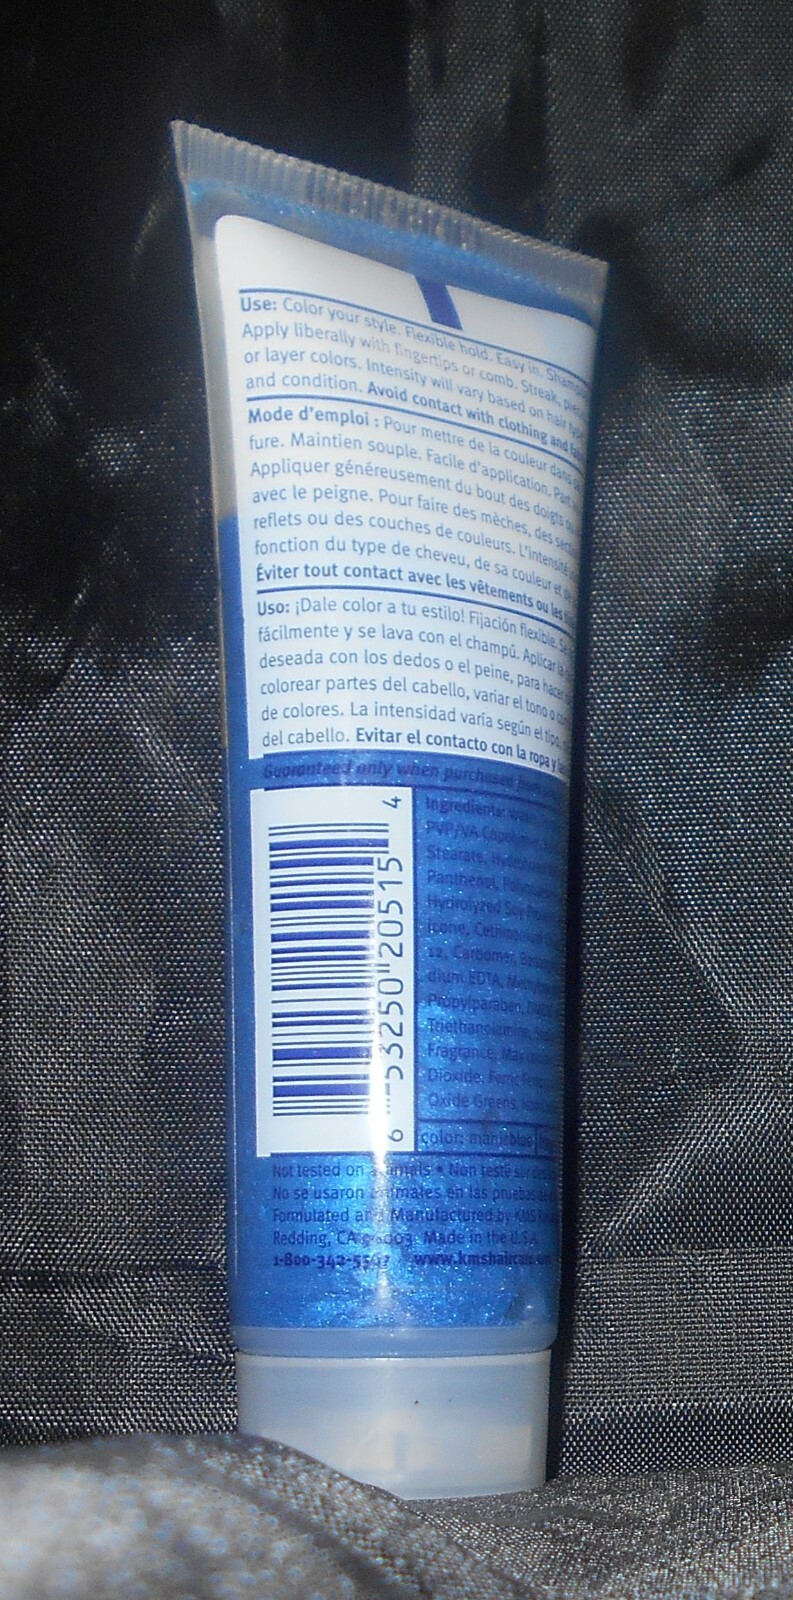 Use: Color your style. Flexible hold. Easy in.
Apply liberally with fingertips or comb. Streak,
or layer colors. Intensity will vary based on hair
and condition. Avoid contact with clothing and
Mode d'emploi : Pour mettre de la couleur dans
fure. Maintien souple. Facile d'application.
Appliquer généreusement du bout des doigts
avec le peigne. Pour faire des mèches, des
reflets ou des couches de couleurs. L'intensité
fonction du type de cheveu, de sa couleur et
Éviter tout contact avec les vêtements ou les
Uso: ¡Dale color a tu estilo! Fijación flexible. Se
fácilmente y se lava con el champú. Aplicar
deseada con los dedos o el peine, para hacer
colorear partes del cabello, variar el tono o
de colores. La intensidad varía según el tipo,
del cabello. Evitar el contacto con la ropa y
Guaranteed only when purchased from
6 53250 20515 4
Ingredients:
PVP/VA Copolymer,
Stearate,
Panthenol,
Hydrolyzed Soy
icone, Cetrimonium
12, Carbomer,
dium EDTA,
Propylparaben,
Triethanolamine,
Fragrance, May
Dioxide, Ferric
Oxide Greens,
color: manicblue
Not tested on animals • Non testé sur des
No se usaron animales en las pruebas
Formulated and Manufactured by KMS
Redding, CA Made in the U.S.A.
1-800-342-